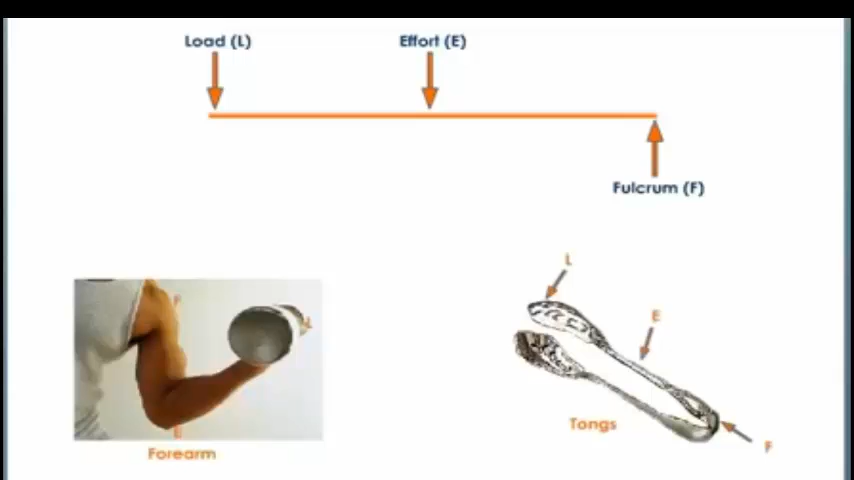 Load (L)
Effort (E)
Fulcrum (F)
L
E
F
Tongs
Forearm